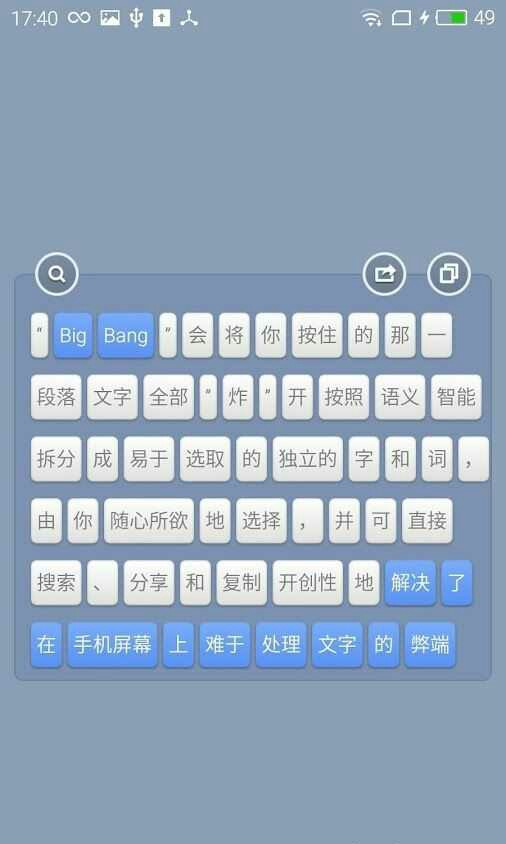 17:40 49
“ Big Bang ” 会 将 你 按住 的 那 一
段落 文字 全部 “ 炸 ” 开 按照 语义 智能
拆分 成 易于 选取 的 独立的 字 和 词 ，
由 你 随心所欲 地 选择 ， 并 可 直接
搜索 、 分享 和 复制 开创性 地 解决 了
在 手机屏幕 上 难于 处理 文字 的 弊端